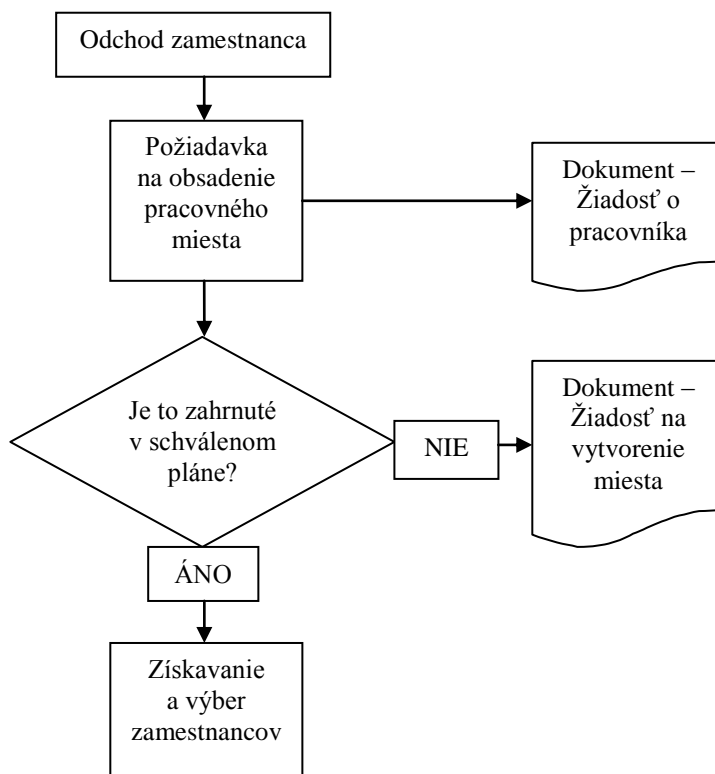 Odchod zamestnanca
Požiadavka
na obsadenie
pracovného
miesta
Dokument –
Žiadosť o
pracovníka
Je to zahrnuté
v schválenom
pláne?
NIE
Dokument –
Žiadosť na
vytvorenie
miesta
ÁNO
Získavanie
a výber
zamestnancov